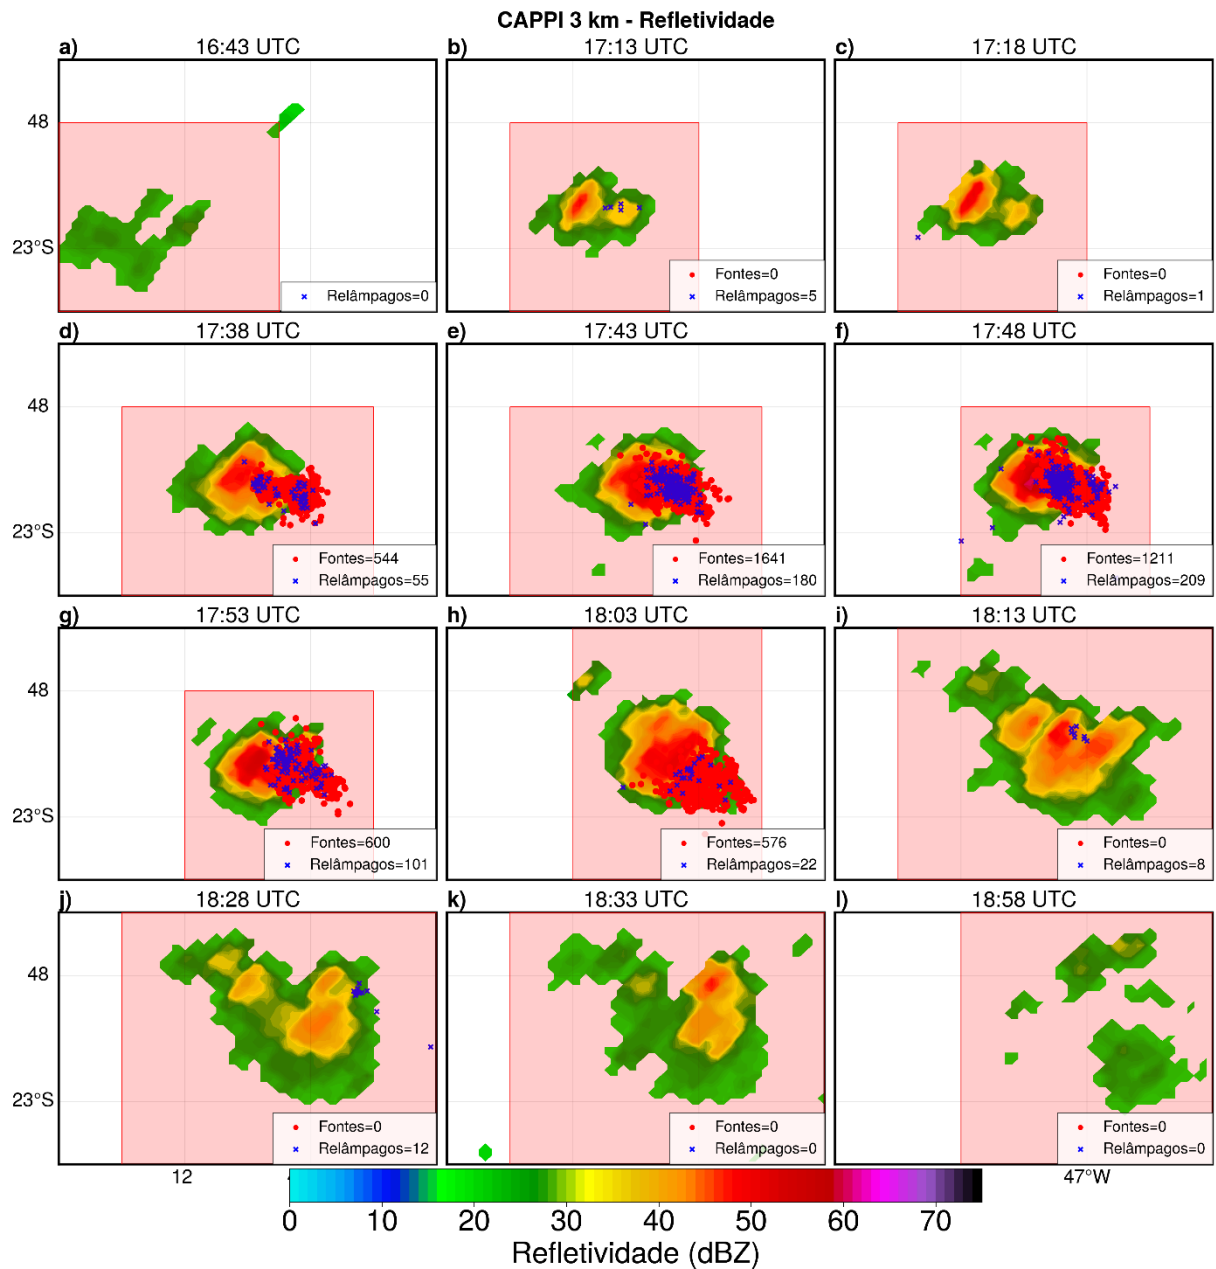 CAPPI 3 km - Refletividade
a) 16:43 UTC
b) 17:13 UTC
c) 17:18 UTC
48
23°S
Relâmpagos=0
Fontes=0
Relâmpagos=5
Fontes=0
Relâmpagos=1
d) 17:38 UTC
e) 17:43 UTC
f) 17:48 UTC
48
23°S
Fontes=544
Relâmpagos=55
Fontes=1641
Relâmpagos=180
Fontes=1211
Relâmpagos=209
g) 17:53 UTC
h) 18:03 UTC
i) 18:13 UTC
48
23°S
Fontes=600
Relâmpagos=101
Fontes=576
Relâmpagos=22
Fontes=0
Relâmpagos=8
j) 18:28 UTC
k) 18:33 UTC
l) 18:58 UTC
48
23°S
Fontes=0
Relâmpagos=12
Fontes=0
Relâmpagos=0
Fontes=0
Relâmpagos=0
12
47°W
0 10 20 30 40 50 60 70
Refletividade (dBZ)